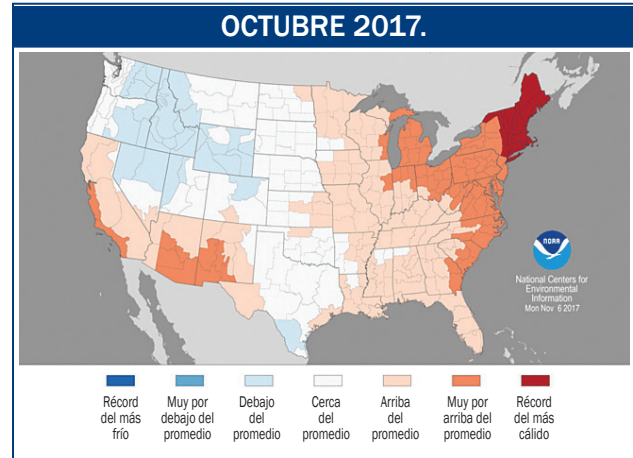 OCTUBRE 2017.
NOAA
National Centers for
Environmental
Information
Mon Nov 6 2017
Récord
del más
frío
Muy por
debajo del
promedio
Debajo
del
promedio
Cerca
del
promedio
Arriba
del
promedio
Muy por
arriba del
promedio
Récord
del más
cálido